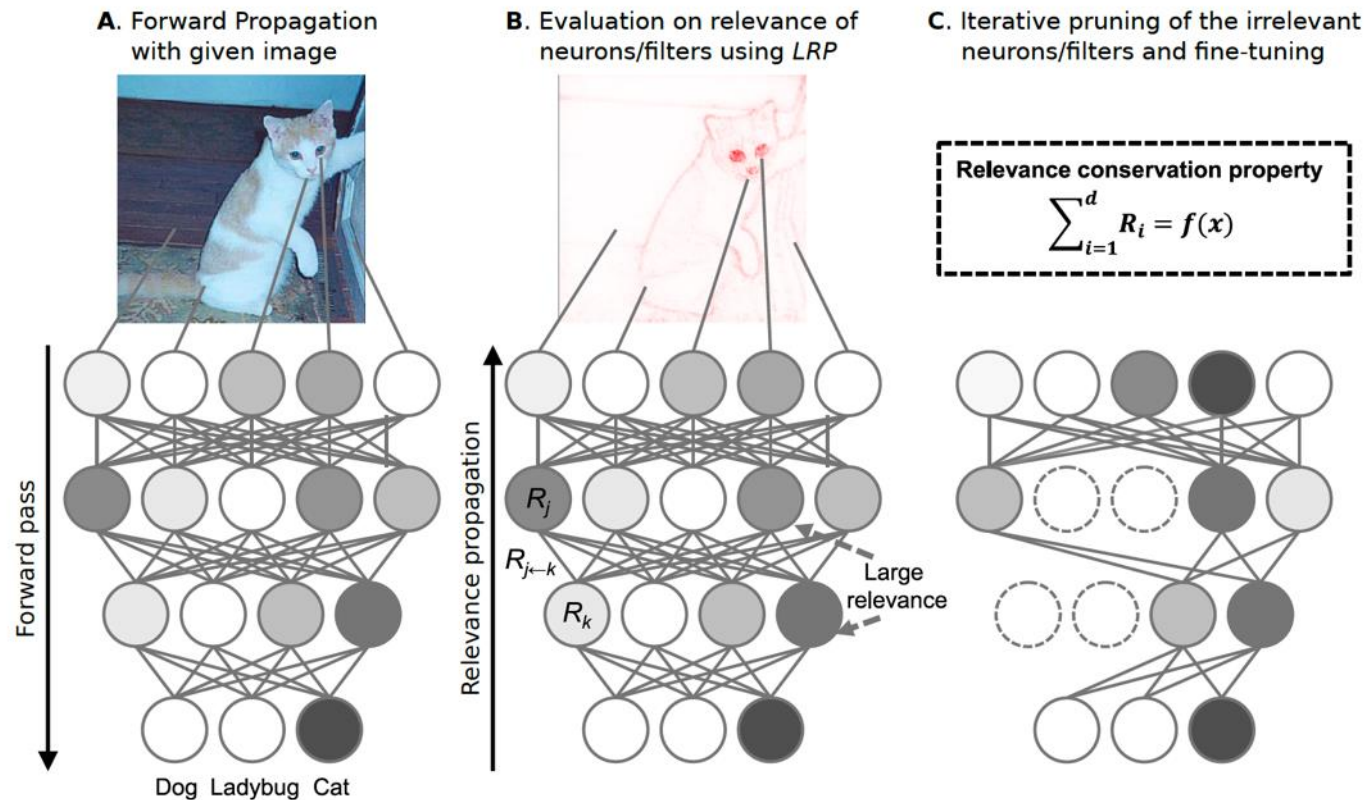 A. Forward Propagation
with given image
B. Evaluation on relevance of
neurons/filters using LRP
C. Iterative pruning of the irrelevant
neurons/filters and fine-tuning
Relevance conservation property
∑_{i=1}^{d} R_i = f(x)
Forward pass
Relevance propagation
R_j
R_{j←k}
R_k
Large
relevance
Dog Ladybug Cat